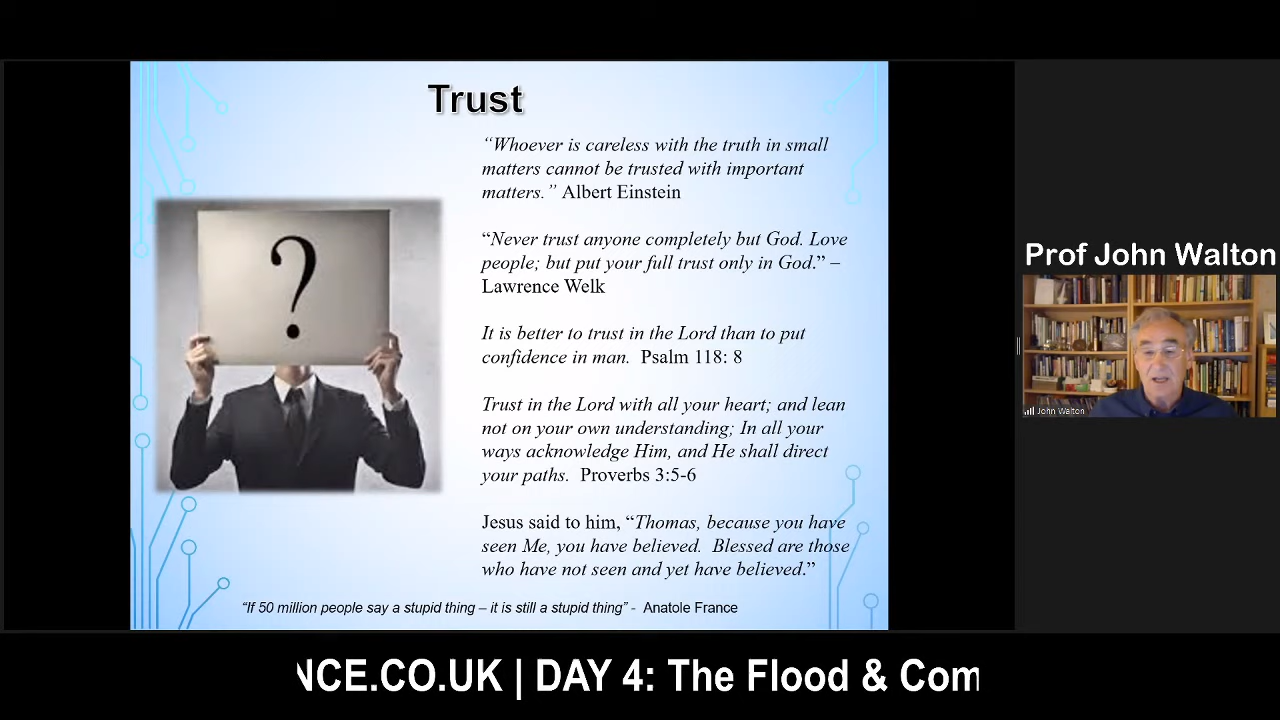 Trust
“Whoever is careless with the truth in small
matters cannot be trusted with important
matters.” Albert Einstein
“Never trust anyone completely but God. Love
people; but put your full trust only in God.” –
Lawrence Welk
It is better to trust in the Lord than to put
confidence in man. Psalm 118: 8
Trust in the Lord with all your heart; and lean
not on your own understanding; In all your
ways acknowledge Him, and He shall direct
your paths. Proverbs 3:5-6
Jesus said to him, “Thomas, because you have
seen Me, you have believed. Blessed are those
who have not seen and yet have believed.”
“If 50 million people say a stupid thing – it is still a stupid thing” - Anatole France
?
Prof John Walton
John Walton
NCE.CO.UK | DAY 4: The Flood & Com